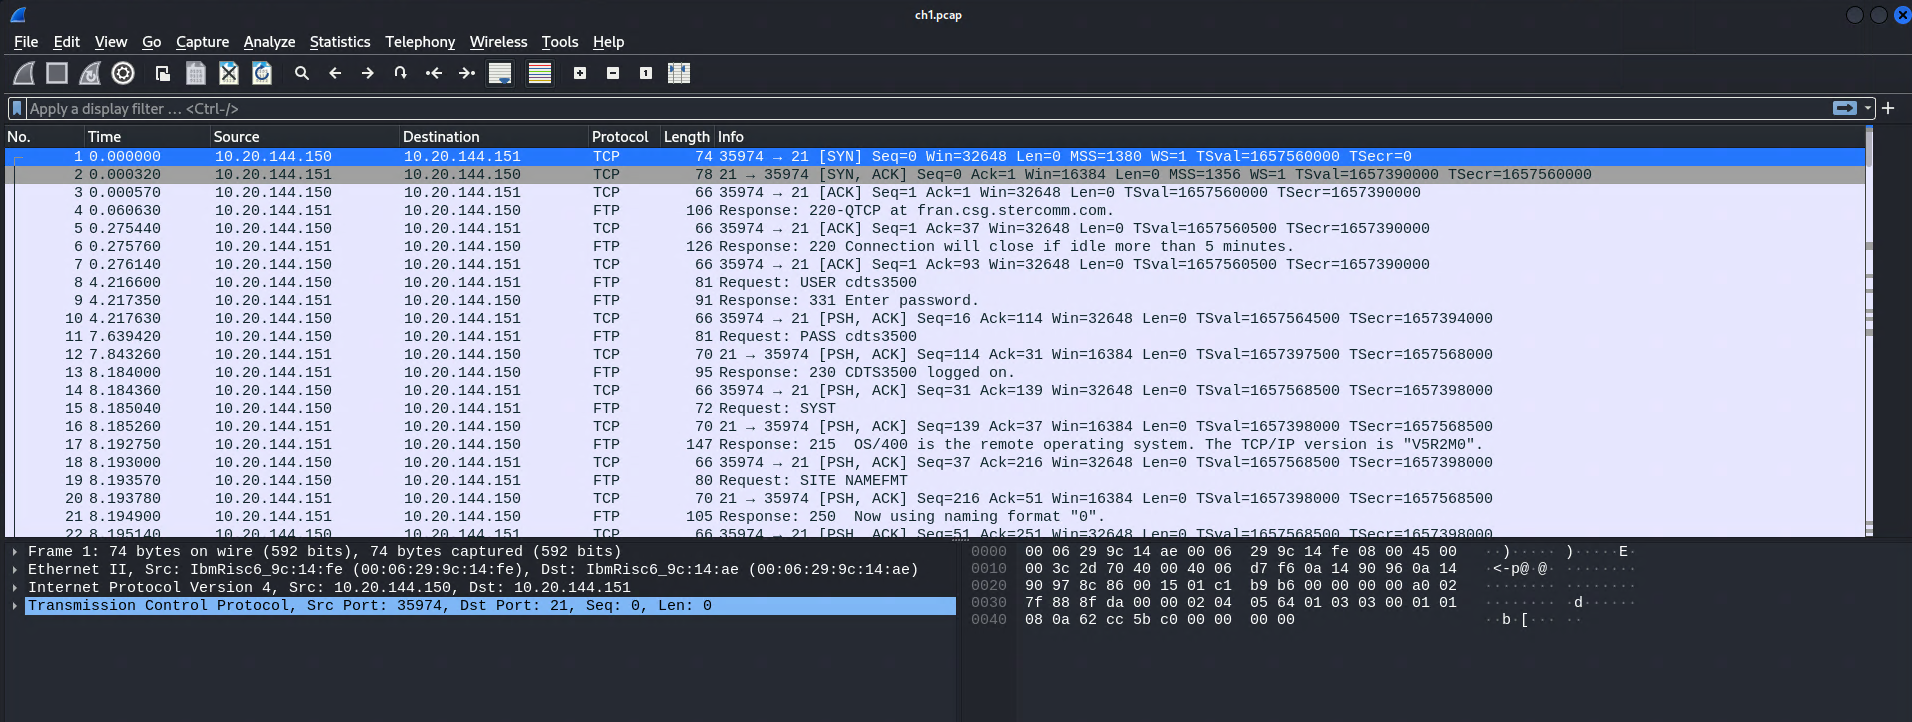 ch1.pcap
File Edit View Go Capture Analyze Statistics Telephony Wireless Tools Help
Apply a display filter … <Ctrl-/>
No. Time Source Destination Protocol Length Info
1 0.000000 10.20.144.150 10.20.144.151 TCP 74 35974 → 21 [SYN] Seq=0 Win=32648 Len=0 MSS=1380 WS=1 TSval=1657560000 TSecr=0
2 0.000320 10.20.144.151 10.20.144.150 TCP 78 21 → 35974 [SYN, ACK] Seq=0 Ack=1 Win=16384 Len=0 MSS=1356 WS=1 TSval=1657390000 TSecr=1657560000
3 0.000570 10.20.144.150 10.20.144.151 TCP 66 35974 → 21 [ACK] Seq=1 Ack=1 Win=32648 Len=0 TSval=1657560000 TSecr=1657390000
4 0.060630 10.20.144.151 10.20.144.150 FTP 106 Response: 220-QTCP at fran.csg.stercomm.com.
5 0.275440 10.20.144.150 10.20.144.151 TCP 66 35974 → 21 [ACK] Seq=1 Ack=37 Win=32648 Len=0 TSval=1657560500 TSecr=1657390000
6 0.275760 10.20.144.151 10.20.144.150 FTP 126 Response: 220 Connection will close if idle more than 5 minutes.
7 0.276140 10.20.144.150 10.20.144.151 TCP 66 35974 → 21 [ACK] Seq=1 Ack=93 Win=32648 Len=0 TSval=1657560500 TSecr=1657390000
8 4.216600 10.20.144.150 10.20.144.151 FTP 81 Request: USER cdts3500
9 4.217350 10.20.144.151 10.20.144.150 FTP 91 Response: 331 Enter password.
10 4.217630 10.20.144.150 10.20.144.151 TCP 66 35974 → 21 [PSH, ACK] Seq=16 Ack=114 Win=32648 Len=0 TSval=1657564500 TSecr=1657394000
11 7.639420 10.20.144.150 10.20.144.151 FTP 81 Request: PASS cdts3500
12 7.843260 10.20.144.151 10.20.144.150 TCP 70 21 → 35974 [PSH, ACK] Seq=114 Ack=31 Win=16384 Len=0 TSval=1657397500 TSecr=1657568000
13 8.184000 10.20.144.151 10.20.144.150 FTP 95 Response: 230 CDTS3500 logged on.
14 8.184360 10.20.144.150 10.20.144.151 TCP 66 35974 → 21 [PSH, ACK] Seq=31 Ack=139 Win=32648 Len=0 TSval=1657568500 TSecr=1657398000
15 8.185040 10.20.144.150 10.20.144.151 FTP 72 Request: SYST
16 8.185260 10.20.144.151 10.20.144.150 TCP 70 21 → 35974 [PSH, ACK] Seq=139 Ack=37 Win=16384 Len=0 TSval=1657398000 TSecr=1657568500
17 8.192750 10.20.144.151 10.20.144.150 FTP 147 Response: 215  OS/400 is the remote operating system. The TCP/IP version is "V5R2M0".
18 8.193000 10.20.144.150 10.20.144.151 TCP 66 35974 → 21 [PSH, ACK] Seq=37 Ack=216 Win=32648 Len=0 TSval=1657568500 TSecr=1657398000
19 8.193570 10.20.144.150 10.20.144.151 FTP 80 Request: SITE NAMEFMT
20 8.193780 10.20.144.151 10.20.144.150 TCP 70 21 → 35974 [PSH, ACK] Seq=216 Ack=51 Win=16384 Len=0 TSval=1657398000 TSecr=1657568500
21 8.194900 10.20.144.151 10.20.144.150 FTP 105 Response: 250  Now using naming format "0".
22 8.195140 10.20.144.150 10.20.144.151 TCP 66 35974 → 21 [PSH, ACK] Seq=51 Ack=251 Win=32648 Len=0 TSval=1657568500 TSecr=1657398000
Frame 1: 74 bytes on wire (592 bits), 74 bytes captured (592 bits)
Ethernet II, Src: IbmRisc6_9c:14:fe (00:06:29:9c:14:fe), Dst: IbmRisc6_9c:14:ae (00:06:29:9c:14:ae)
Internet Protocol Version 4, Src: 10.20.144.150, Dst: 10.20.144.151
Transmission Control Protocol, Src Port: 35974, Dst Port: 21, Seq: 0, Len: 0
0000 00 06 29 9c 14 ae 00 06 29 9c 14 fe 08 00 45 00 ··)····· )·····E·
0010 00 3c 2d 70 40 00 40 06 d7 f6 0a 14 90 96 0a 14 ·<-p@·@· ········
0020 90 97 8c 86 00 15 01 c1 b9 b6 00 00 00 00 a0 02 ········ ········
0030 7f 88 8f da 00 00 02 04 05 64 01 03 03 00 01 01 ········ ·d······
0040 08 0a 62 cc 5b c0 00 00 00 00 ··b·[··· ··